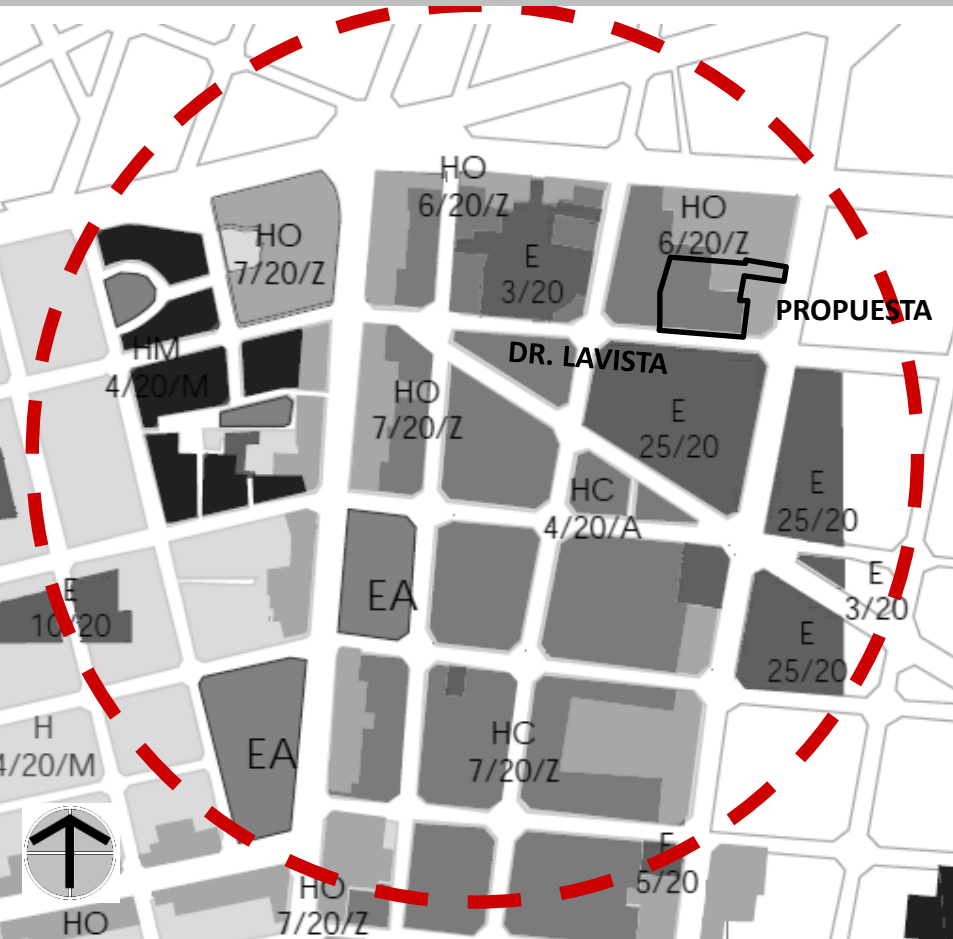 HO
6/20/Z
HO
6/20/Z
HO
7/20/Z
E
3/20
PROPUESTA
HM
4/20/M
DR. LAVISTA
HO
7/20/Z
E
25/20
E
25/20
HC
4/20/A
E
3/20
E
10/20
EA
E
25/20
H
4/20/M
EA
HC
7/20/Z
E
5/20
HO
7/20/Z
HO